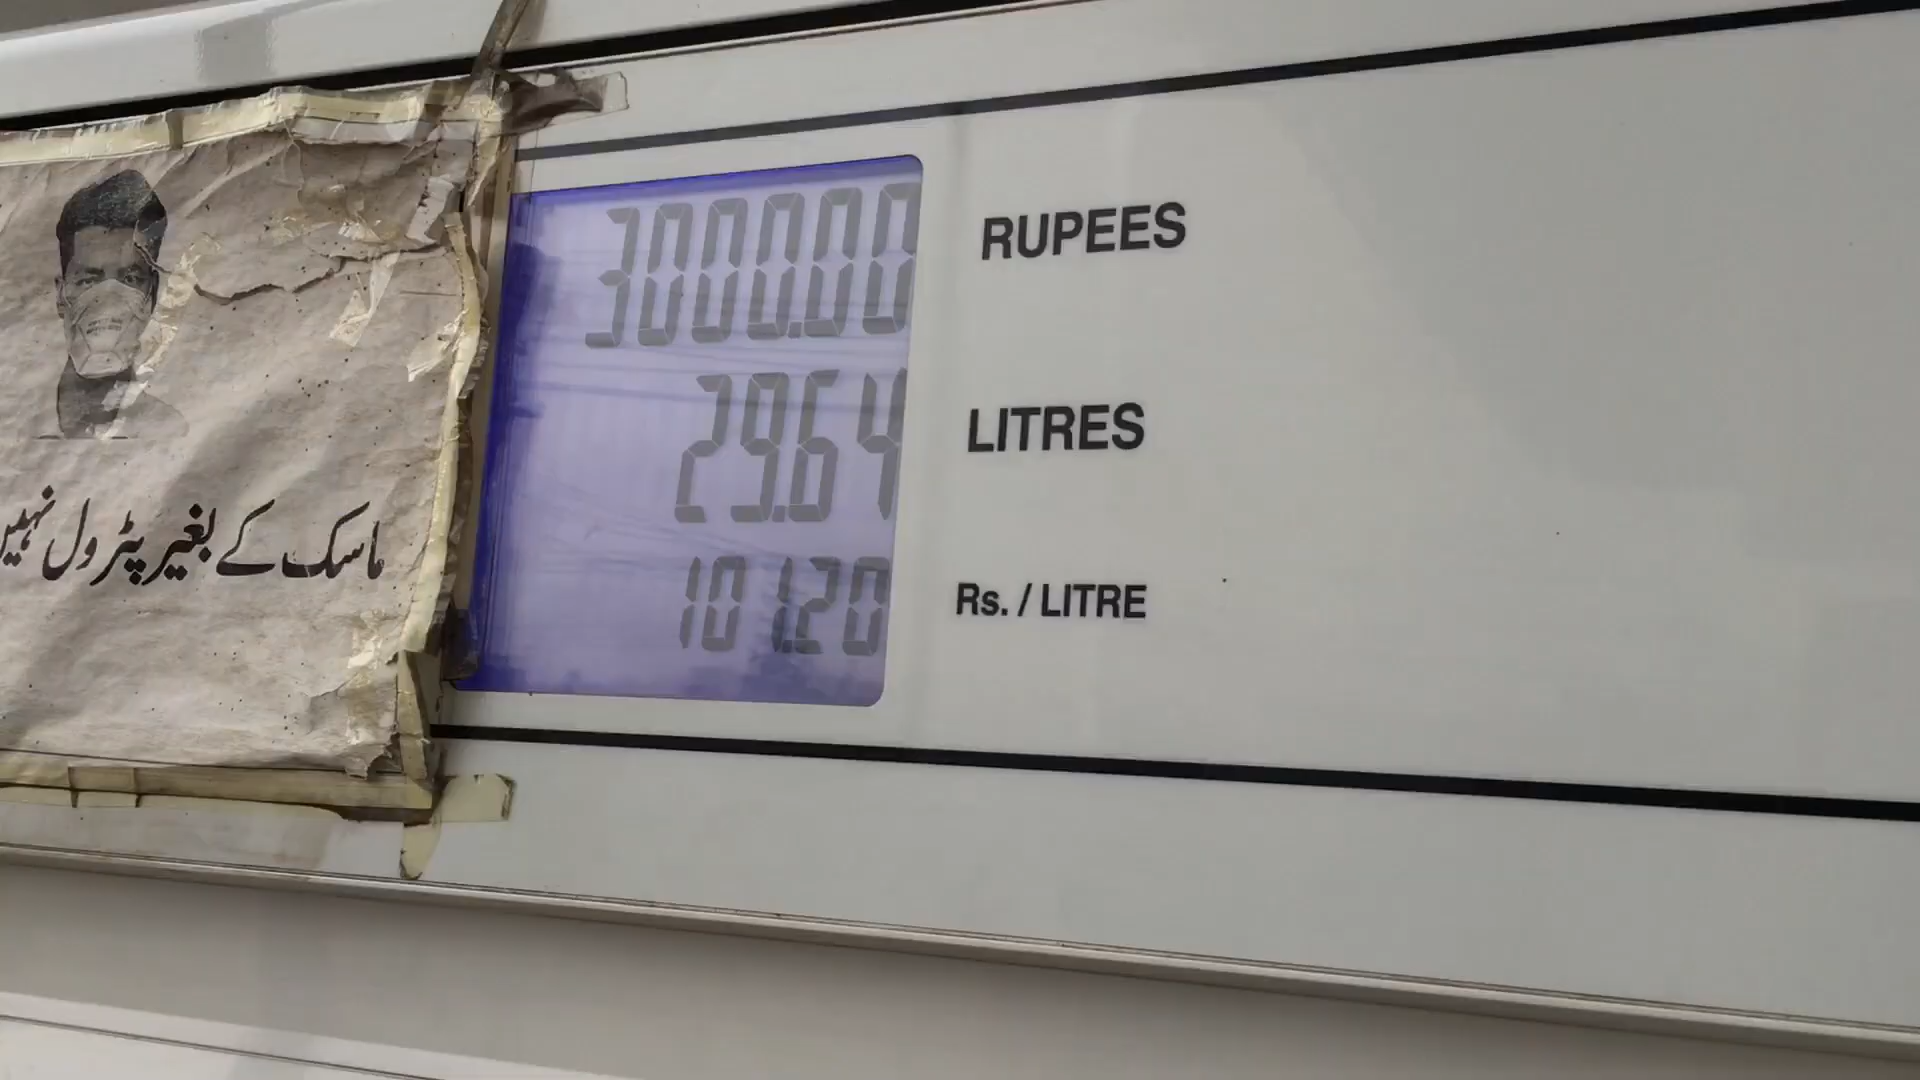 3000.00 RUPEES
29.64 LITRES
101.20 Rs. / LITRE
ماسک کے بغیر پٹرول نہیں